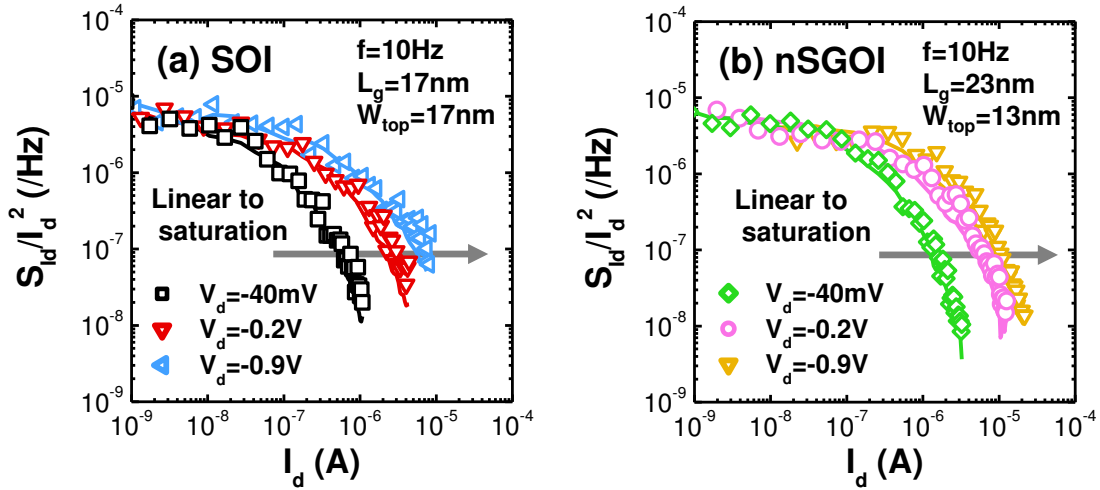 (a) SOI
f=10Hz
L_g=17nm
W_top=17nm
Linear to
saturation
V_d=-40mV
V_d=-0.2V
V_d=-0.9V
S_Id/I_d^2 (/Hz)
10^-5
10^-5
10^-6
10^-7
10^-8
10^-9
10^-9 10^-8 10^-7 10^-6 10^-5 10^-4
I_d (A)
(b) nSGOI
f=10Hz
L_g=23nm
W_top=13nm
Linear to
saturation
V_d=-40mV
V_d=-0.2V
V_d=-0.9V
S_Id/I_d^2 (/Hz)
10^-4
10^-5
10^-6
10^-7
10^-8
10^-9
10^-9 10^-8 10^-7 10^-6 10^-5 10^-4
I_d (A)